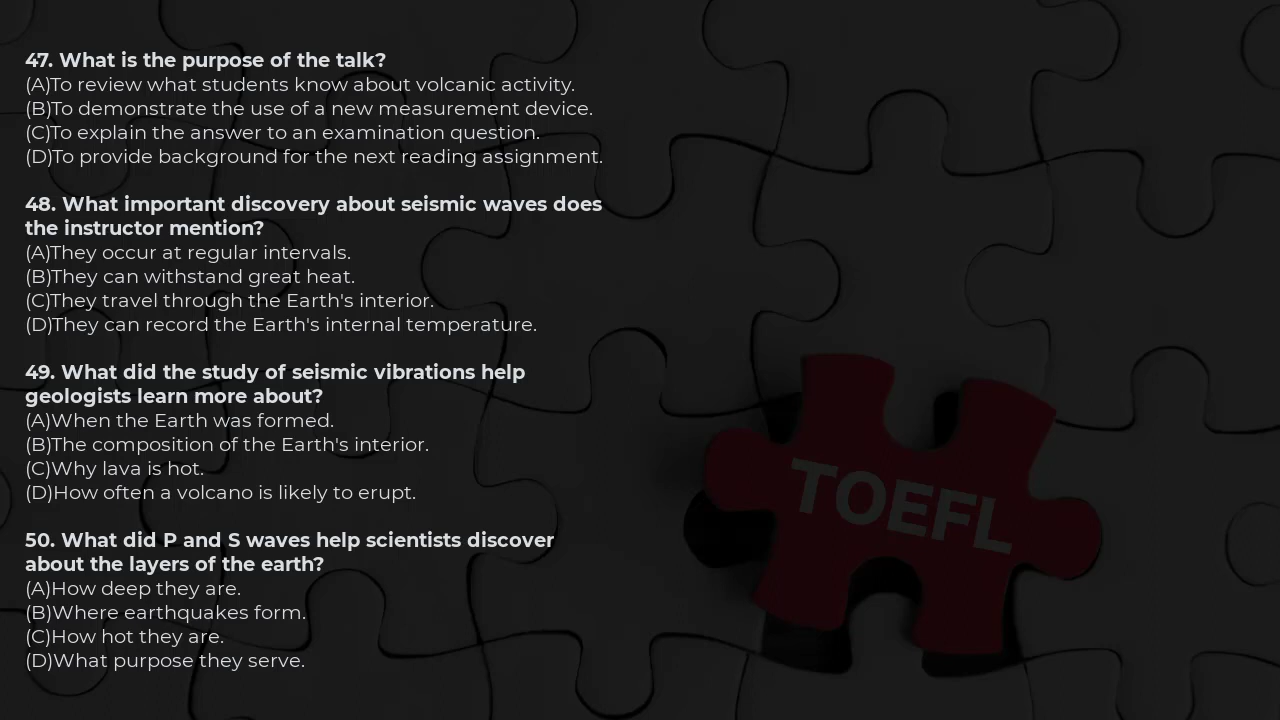 47. What is the purpose of the talk?
(A)To review what students know about volcanic activity.
(B)To demonstrate the use of a new measurement device.
(C)To explain the answer to an examination question.
(D)To provide background for the next reading assignment.
48. What important discovery about seismic waves does
the instructor mention?
(A)They occur at regular intervals.
(B)They can withstand great heat.
(C)They travel through the Earth's interior.
(D)They can record the Earth's internal temperature.
49. What did the study of seismic vibrations help
geologists learn more about?
(A)When the Earth was formed.
(B)The composition of the Earth's interior.
(C)Why lava is hot.
(D)How often a volcano is likely to erupt.
50. What did P and S waves help scientists discover
about the layers of the earth?
(A)How deep they are.
(B)Where earthquakes form.
(C)How hot they are.
(D)What purpose they serve.
TOEFL